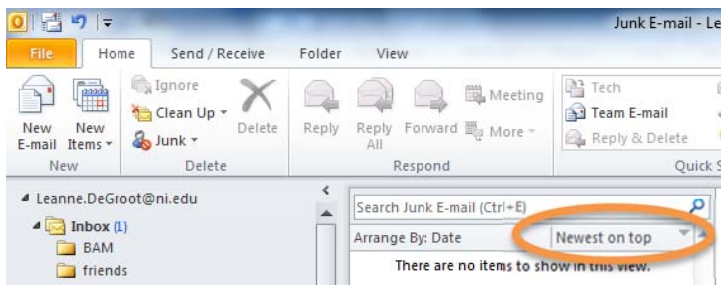 Junk E-mail - Le
File Home Send / Receive Folder View
Ignore
Clean Up
Junk
Delete
New E-mail
New Items
Reply
Reply All
Forward
Meeting
More
Tech
Team E-mail
Reply & Delete
New Delete Respond Quick S
Leanne.DeGroot@ni.edu
Inbox (1)
BAM
friends
Search Junk E-mail (Ctrl+E)
Arrange By: Date Newest on top
There are no items to show in this view.